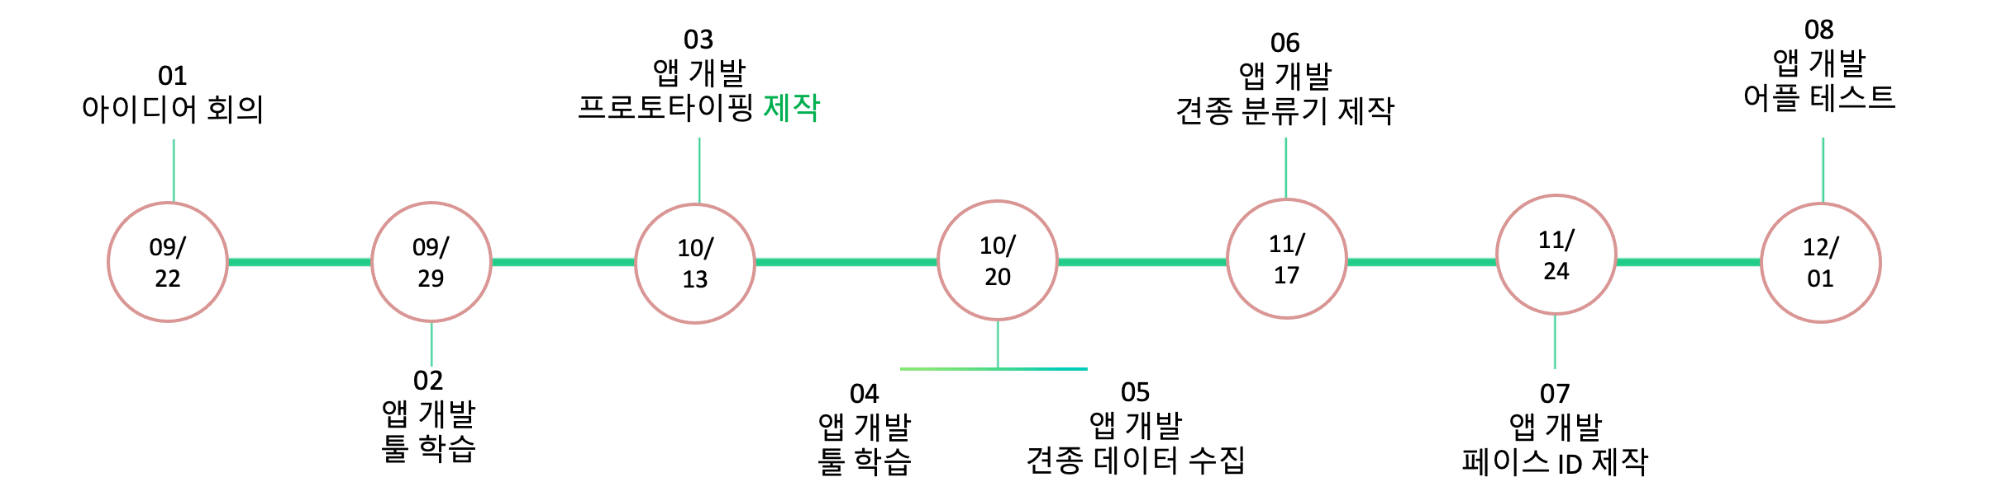 01
아이디어 회의
09/
22
09/
29
02
앱 개발
툴 학습
03
앱 개발
프로토타이핑 제작
10/
13
10/
20
04
앱 개발
툴 학습
05
앱 개발
견종 데이터 수집
06
앱 개발
견종 분류기 제작
11/
17
11/
24
07
앱 개발
페이스 ID 제작
08
앱 개발
어플 테스트
12/
01